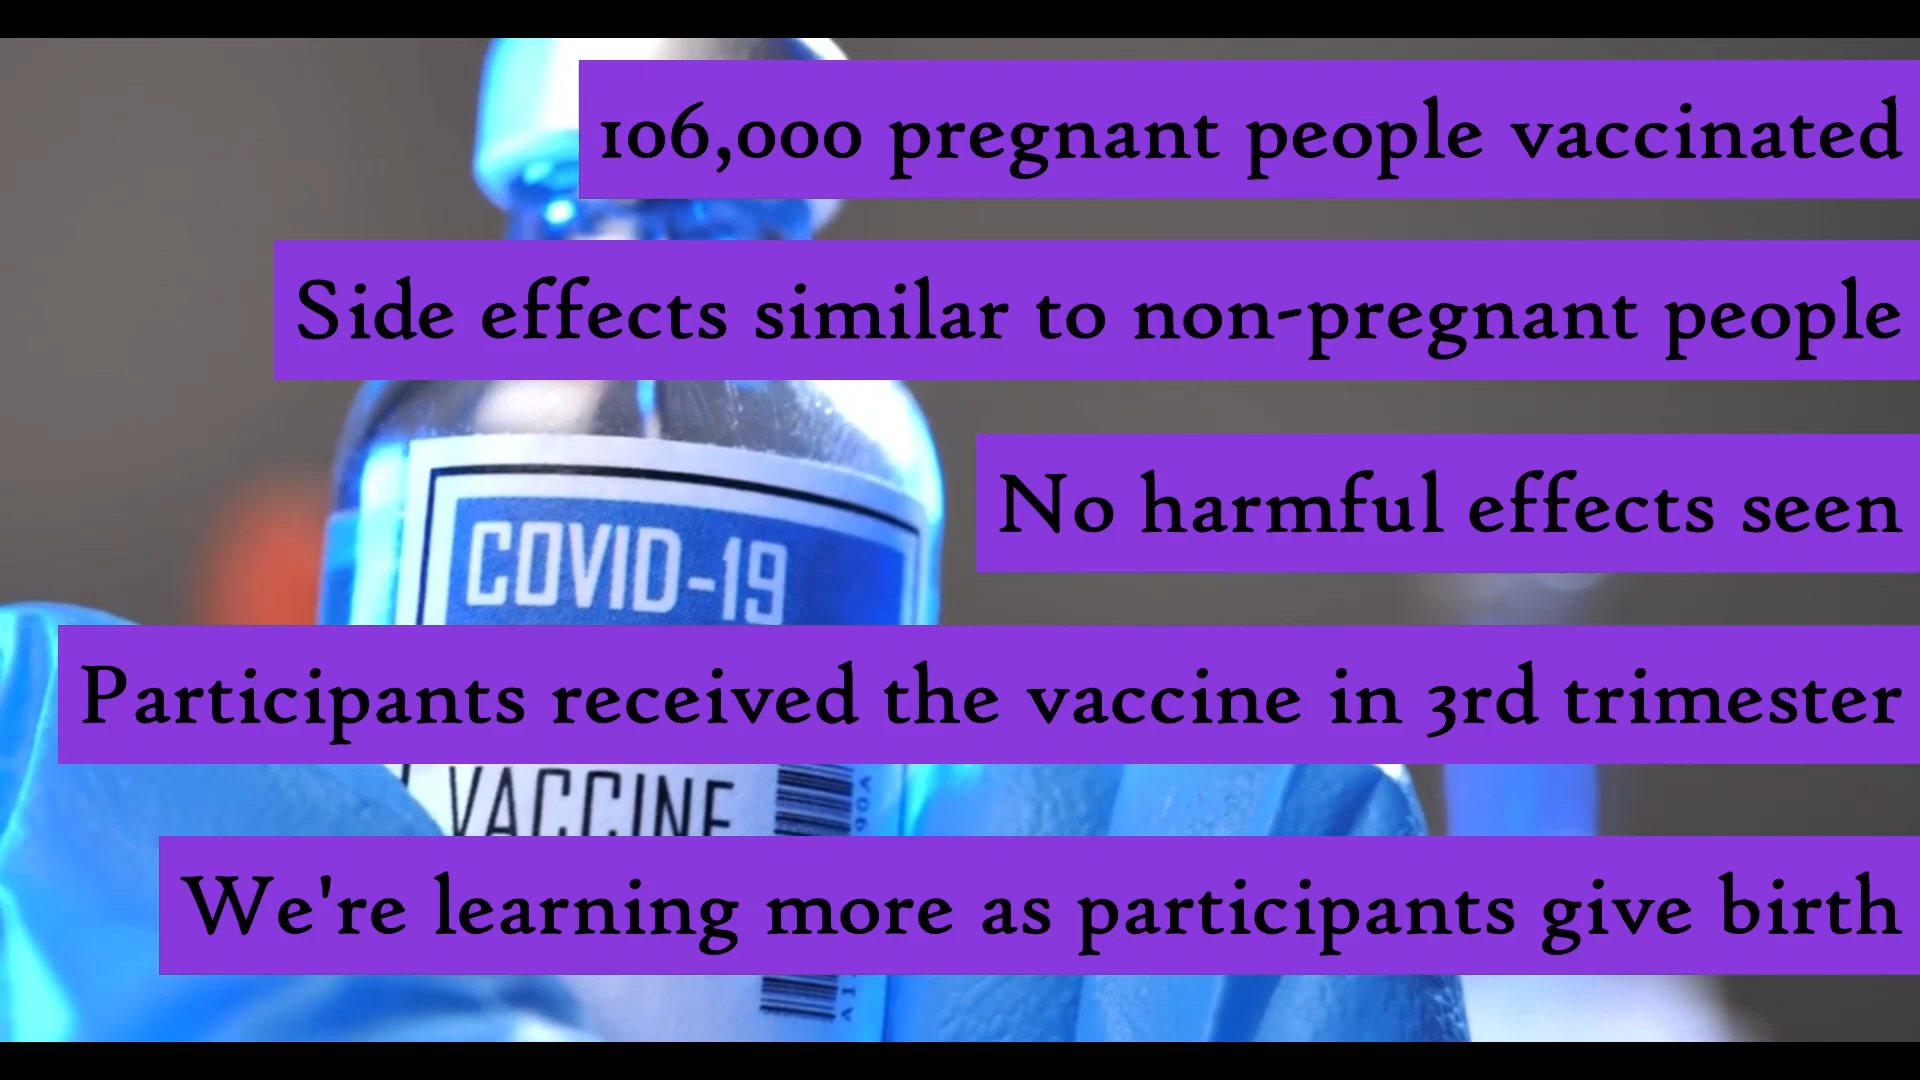 106,000 pregnant people vaccinated
Side effects similar to non-pregnant people
No harmful effects seen
COVID-19
Participants received the vaccine in 3rd trimester
VACCINE
We're learning more as participants give birth